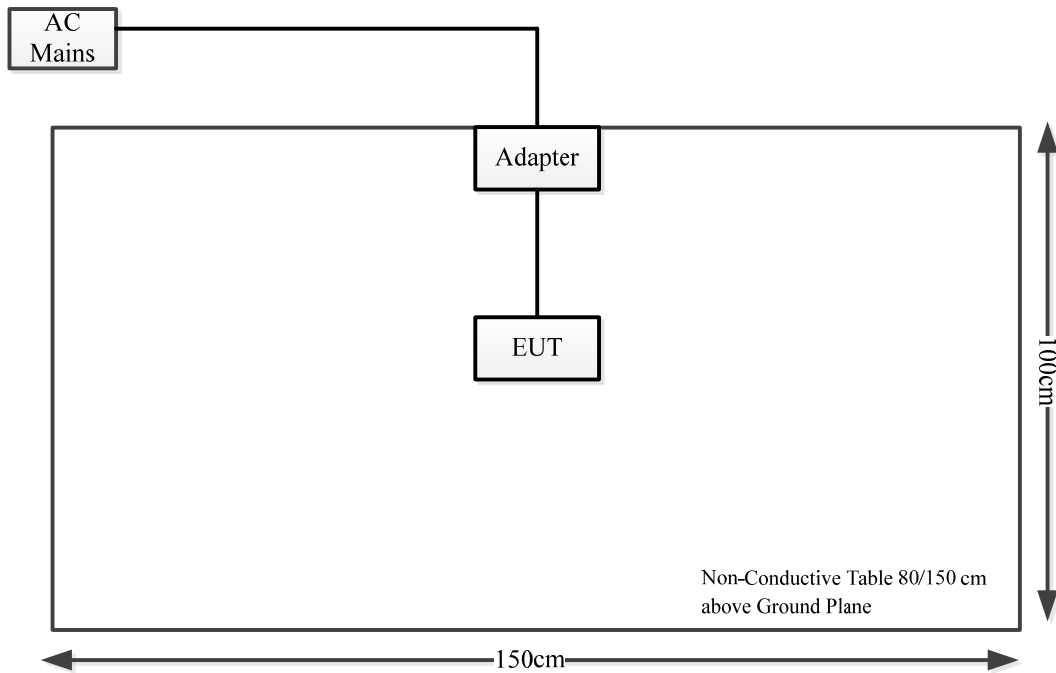 AC
Mains
Adapter
EUT
100cm
Non-Conductive Table 80/150 cm
above Ground Plane
150cm